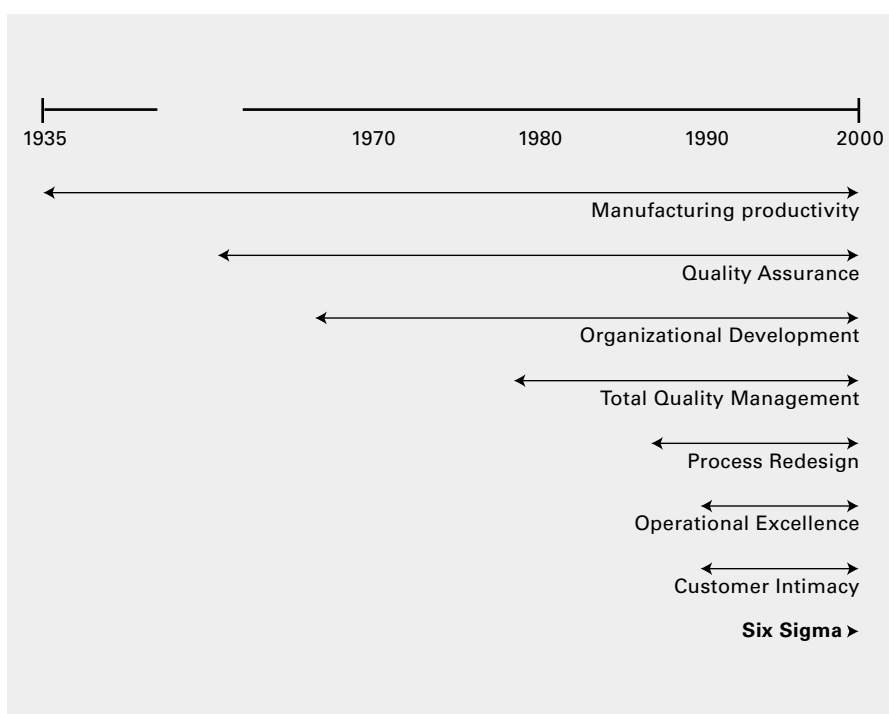 1935 1970 1980 1990 2000
Manufacturing productivity
Quality Assurance
Organizational Development
Total Quality Management
Process Redesign
Operational Excellence
Customer Intimacy
Six Sigma